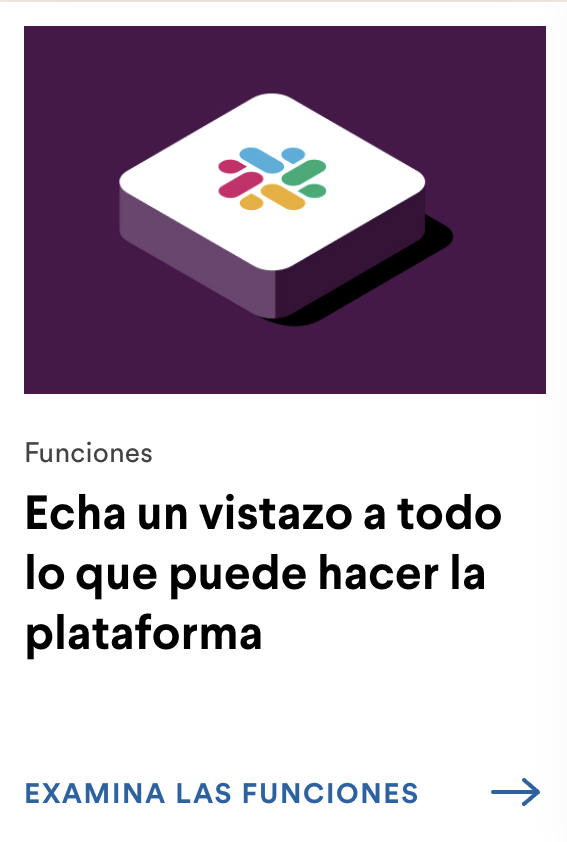 Funciones
Echa un vistazo a todo
lo que puede hacer la
plataforma
EXAMINA LAS FUNCIONES